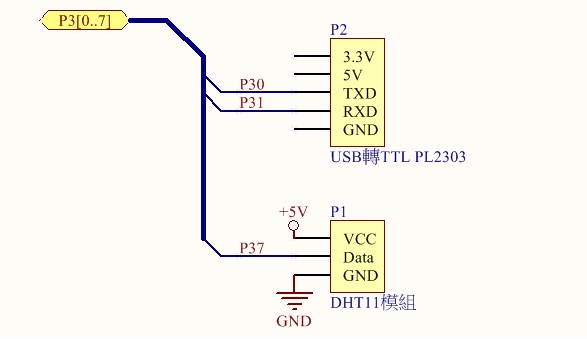 P3[0..7]
P2
3.3V
5V
P30
TXD
P31
RXD
GND
USB轉TTL PL2303
+5V
P1
VCC
P37
Data
GND
GND
DHT11模組